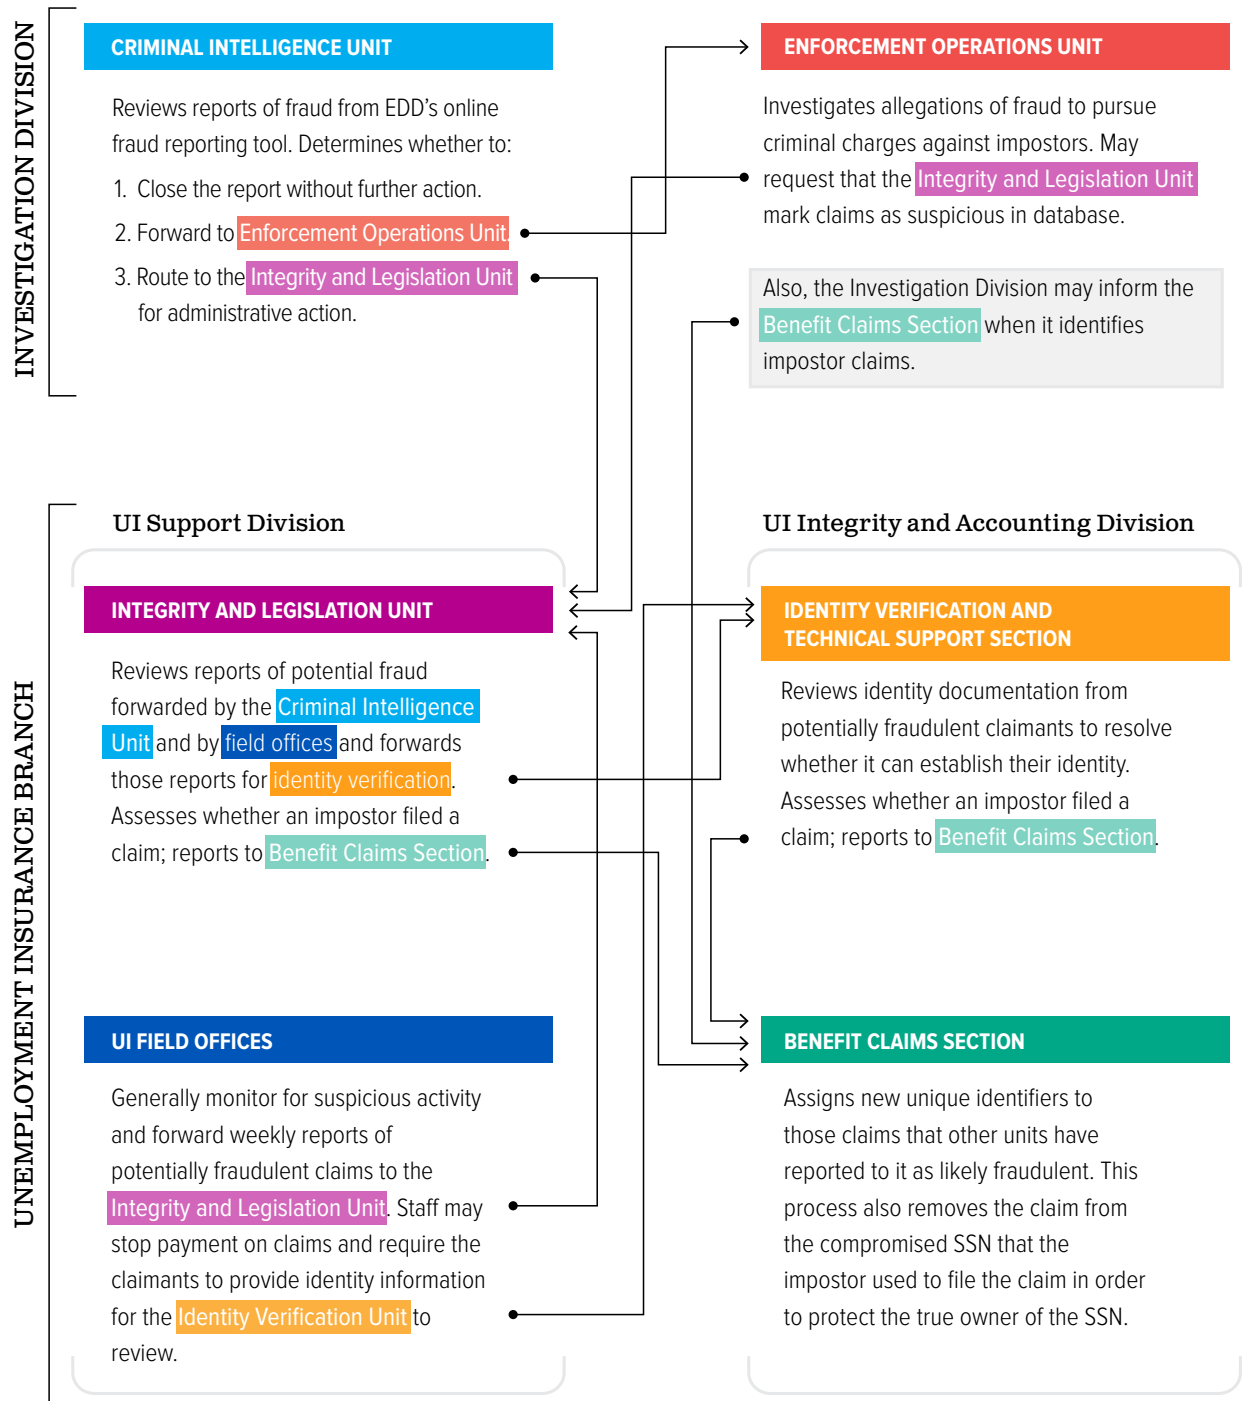 INVESTIGATION DIVISION
CRIMINAL INTELLIGENCE UNIT
Reviews reports of fraud from EDD’s online
fraud reporting tool. Determines whether to:
1. Close the report without further action.
2. Forward to Enforcement Operations Unit.
3. Route to the Integrity and Legislation Unit
for administrative action.
ENFORCEMENT OPERATIONS UNIT
Investigates allegations of fraud to pursue
criminal charges against impostors. May
request that the Integrity and Legislation Unit
mark claims as suspicious in database.
Also, the Investigation Division may inform the
Benefit Claims Section when it identifies
impostor claims.
UNEMPLOYMENT INSURANCE BRANCH
UI Support Division
INTEGRITY AND LEGISLATION UNIT
Reviews reports of potential fraud
forwarded by the Criminal Intelligence
Unit and by field offices and forwards
those reports for identity verification.
Assesses whether an impostor filed a
claim; reports to Benefit Claims Section.
UI FIELD OFFICES
Generally monitor for suspicious activity
and forward weekly reports of
potentially fraudulent claims to the
Integrity and Legislation Unit. Staff may
stop payment on claims and require the
claimants to provide identity information
for the Identity Verification Unit to
review.
UI Integrity and Accounting Division
IDENTITY VERIFICATION AND
TECHNICAL SUPPORT SECTION
Reviews identity documentation from
potentially fraudulent claimants to resolve
whether it can establish their identity.
Assesses whether an impostor filed a
claim; reports to Benefit Claims Section.
BENEFIT CLAIMS SECTION
Assigns new unique identifiers to
those claims that other units have
reported to it as likely fraudulent. This
process also removes the claim from
the compromised SSN that the
impostor used to file the claim in order
to protect the true owner of the SSN.